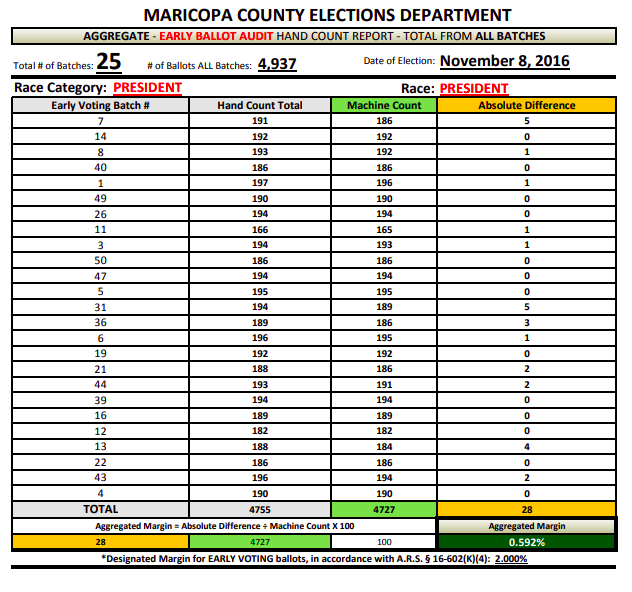 MARICOPA COUNTY ELECTIONS DEPARTMENT
AGGREGATE - EARLY BALLOT AUDIT HAND COUNT REPORT - TOTAL FROM ALL BATCHES
Total # of Batches: 25 # of Ballots ALL Batches: 4,937 Date of Election: November 8, 2016
Race Category: PRESIDENT Race: PRESIDENT
Early Voting Batch # Hand Count Total Machine Count Absolute Difference
7 191 186 5
14 192 192 0
8 193 192 1
40 186 186 0
1 197 196 1
49 190 190 0
26 194 194 0
11 166 165 1
3 194 193 1
50 186 186 0
47 194 194 0
5 195 195 0
31 194 189 5
36 189 186 3
6 196 195 1
19 192 192 0
21 188 186 2
44 193 191 2
39 194 194 0
16 189 189 0
12 182 182 0
13 188 184 4
22 186 186 0
43 196 194 2
4 190 190 0
TOTAL 4755 4727 28
Aggregated Margin = Absolute Difference ÷ Machine Count X 100 Aggregated Margin
28 4727 100 0.592%
*Designated Margin for EARLY VOTING ballots, in accordance with A.R.S. § 16-602(K)(4): 2.000%